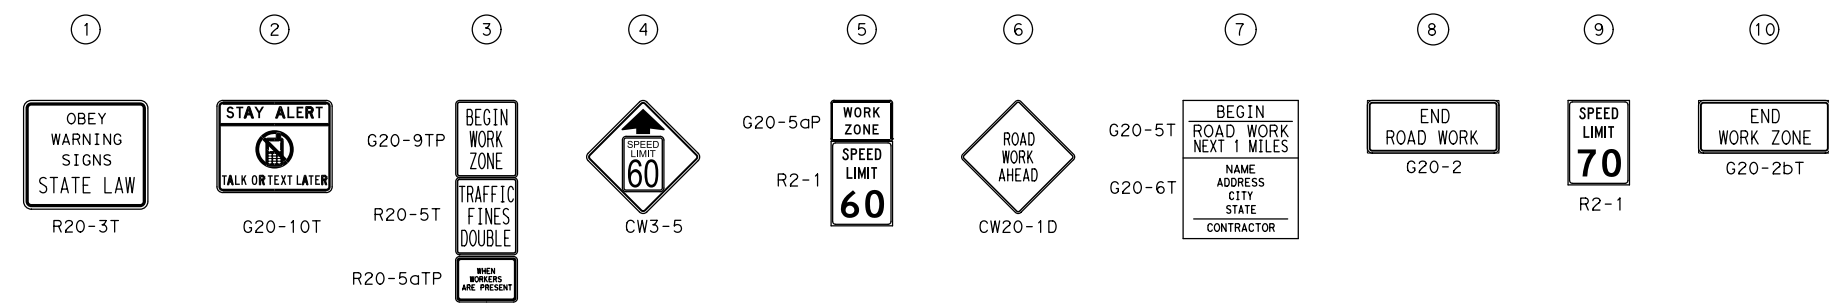 1
2
3
4
5
6
7
8
9
10
OBEY
WARNING
SIGNS
STATE LAW
R20-3T
STAY ALERT
TALK OR TEXT LATER
G20-10T
G20-9TP
BEGIN
WORK
ZONE
R20-5T
TRAFFIC
FINES
DOUBLE
R20-5aTP
WHEN
WORKERS
ARE PRESENT
SPEED
LIMIT
60
CW3-5
G20-5aP
WORK
ZONE
R2-1
SPEED
LIMIT
60
ROAD
WORK
AHEAD
CW20-1D
G20-5T
BEGIN
ROAD WORK
NEXT 1 MILES
G20-6T
NAME
ADDRESS
CITY
STATE
CONTRACTOR
END
ROAD WORK
G20-2
SPEED
LIMIT
70
R2-1
END
WORK ZONE
G20-2bT